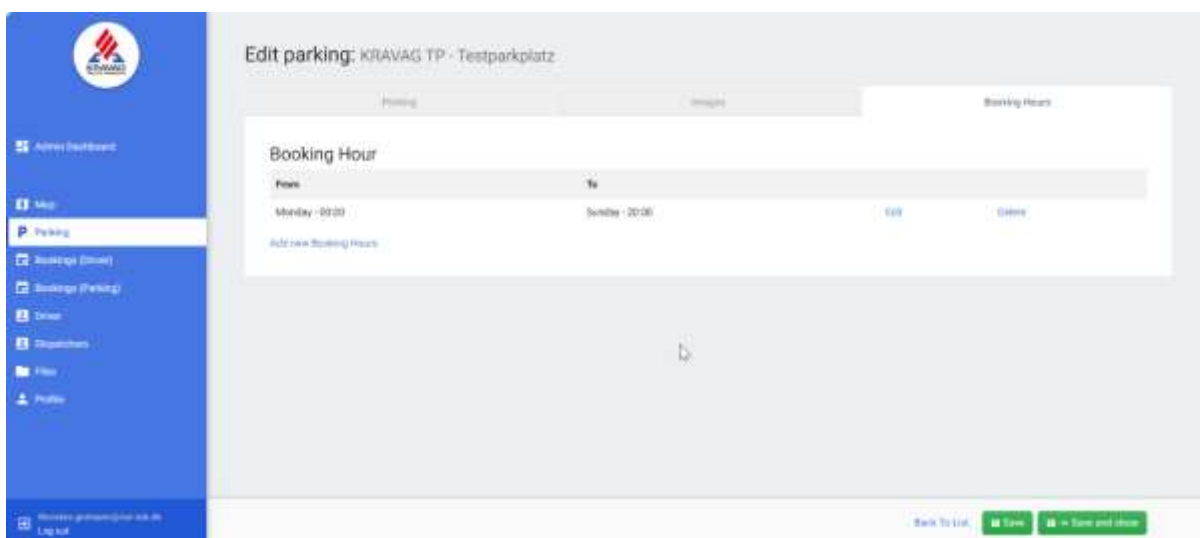 KRAVAG
Edit parking: KRAVAG TP - Testparkplatz
Parking
Images
Booking Hours
Admin Dashboard
Booking Hour
From To
Map
Monday - 00:00 Sunday - 20:00 Edit Delete
Parking
Add new Booking Hours
Bookings (Driver)
Bookings (Parking)
Driver
Dispatchers
Files
Profile
Log out
Back To List
Save
Save and close